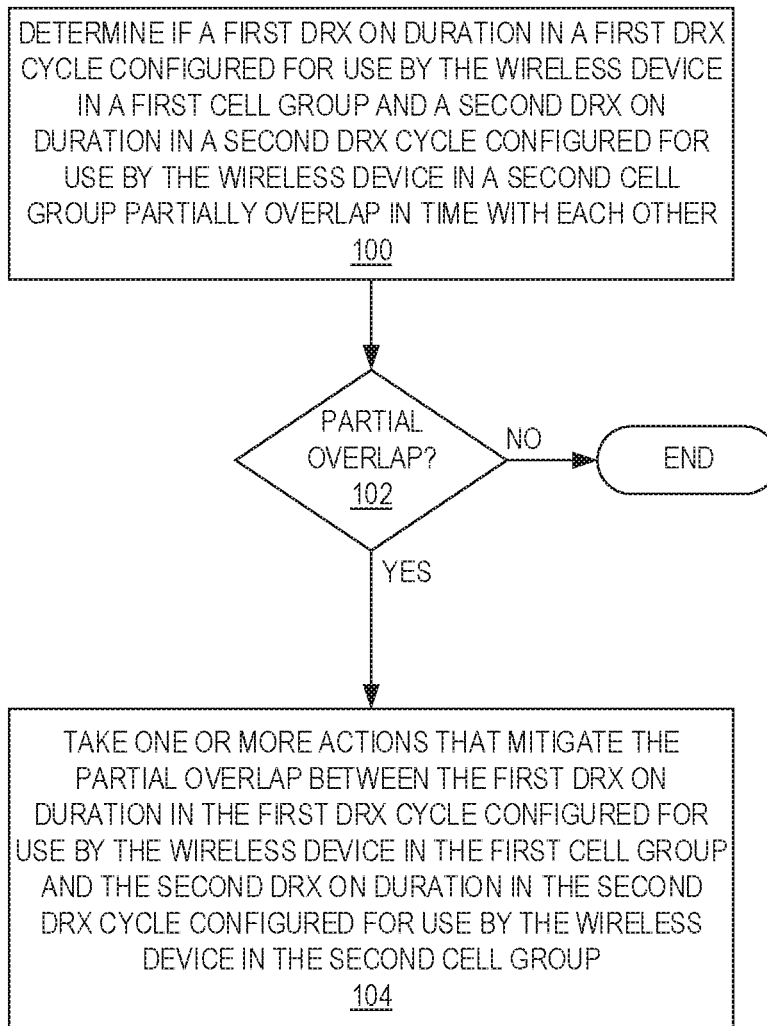 DETERMINE IF A FIRST DRX ON DURATION IN A FIRST DRX
CYCLE CONFIGURED FOR USE BY THE WIRELESS DEVICE
IN A FIRST CELL GROUP AND A SECOND DRX ON
DURATION IN A SECOND DRX CYCLE CONFIGURED FOR
USE BY THE WIRELESS DEVICE IN A SECOND CELL
GROUP PARTIALLY OVERLAP IN TIME WITH EACH OTHER
100
PARTIAL
OVERLAP?
102
NO
END
YES
TAKE ONE OR MORE ACTIONS THAT MITIGATE THE
PARTIAL OVERLAP BETWEEN THE FIRST DRX ON
DURATION IN THE FIRST DRX CYCLE CONFIGURED FOR
USE BY THE WIRELESS DEVICE IN THE FIRST CELL GROUP
AND THE SECOND DRX ON DURATION IN THE SECOND
DRX CYCLE CONFIGURED FOR USE BY THE WIRELESS
DEVICE IN THE SECOND CELL GROUP
104